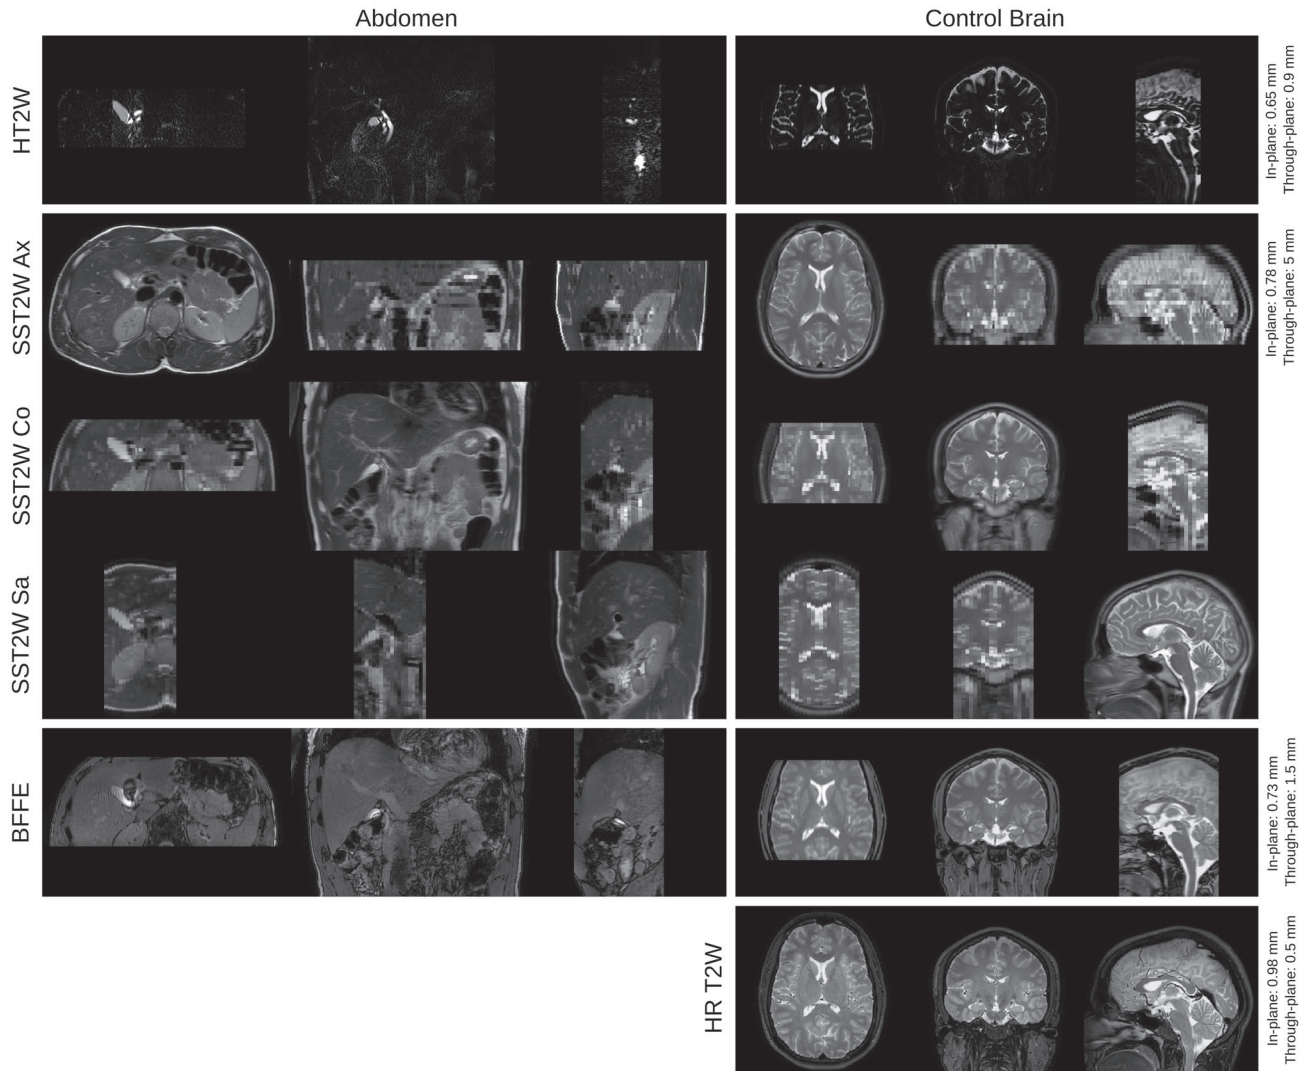 Abdomen
Control Brain
HT2W
In-plane: 0.65 mm
Through-plane: 0.9 mm
SST2W Ax
In-plane: 0.78 mm
Through-plane: 5 mm
SST2W Co
SST2W Sa
BFFE
In-plane: 0.73 mm
Through-plane: 1.5 mm
HR T2W
In-plane: 0.98 mm
Through-plane: 0.5 mm